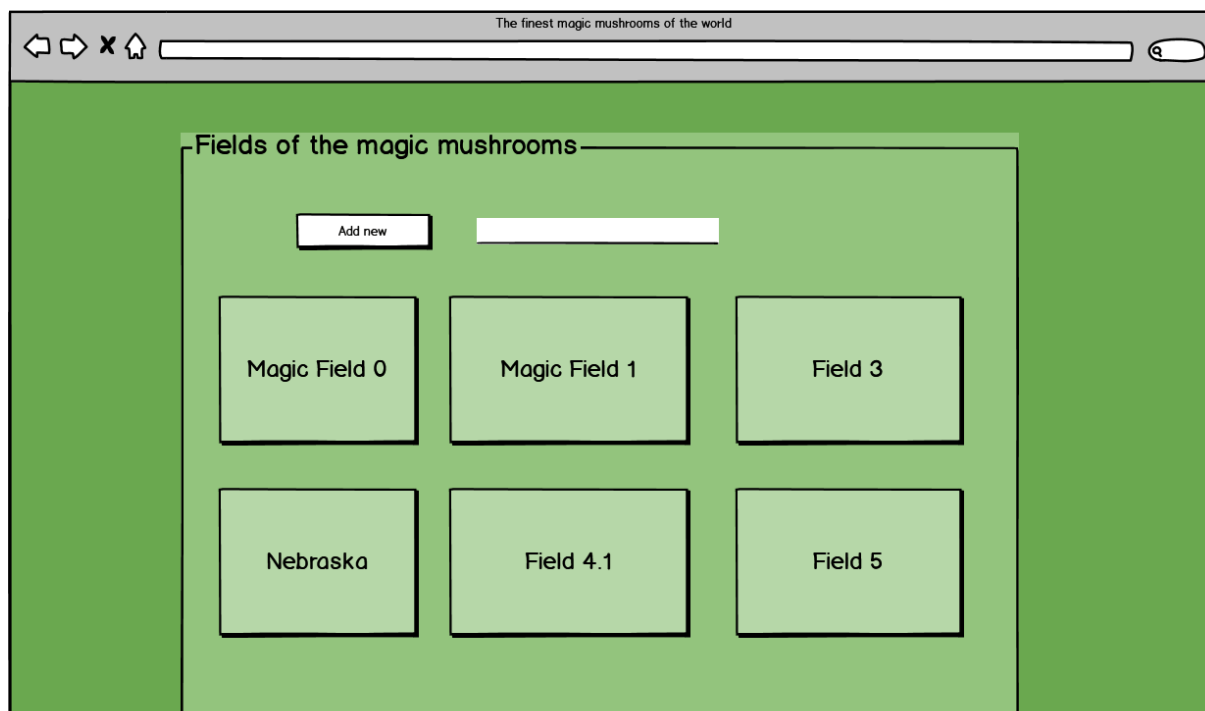 The finest magic mushrooms of the world
Fields of the magic mushrooms
Add new
Magic Field 0
Magic Field 1
Field 3
Nebraska
Field 4.1
Field 5